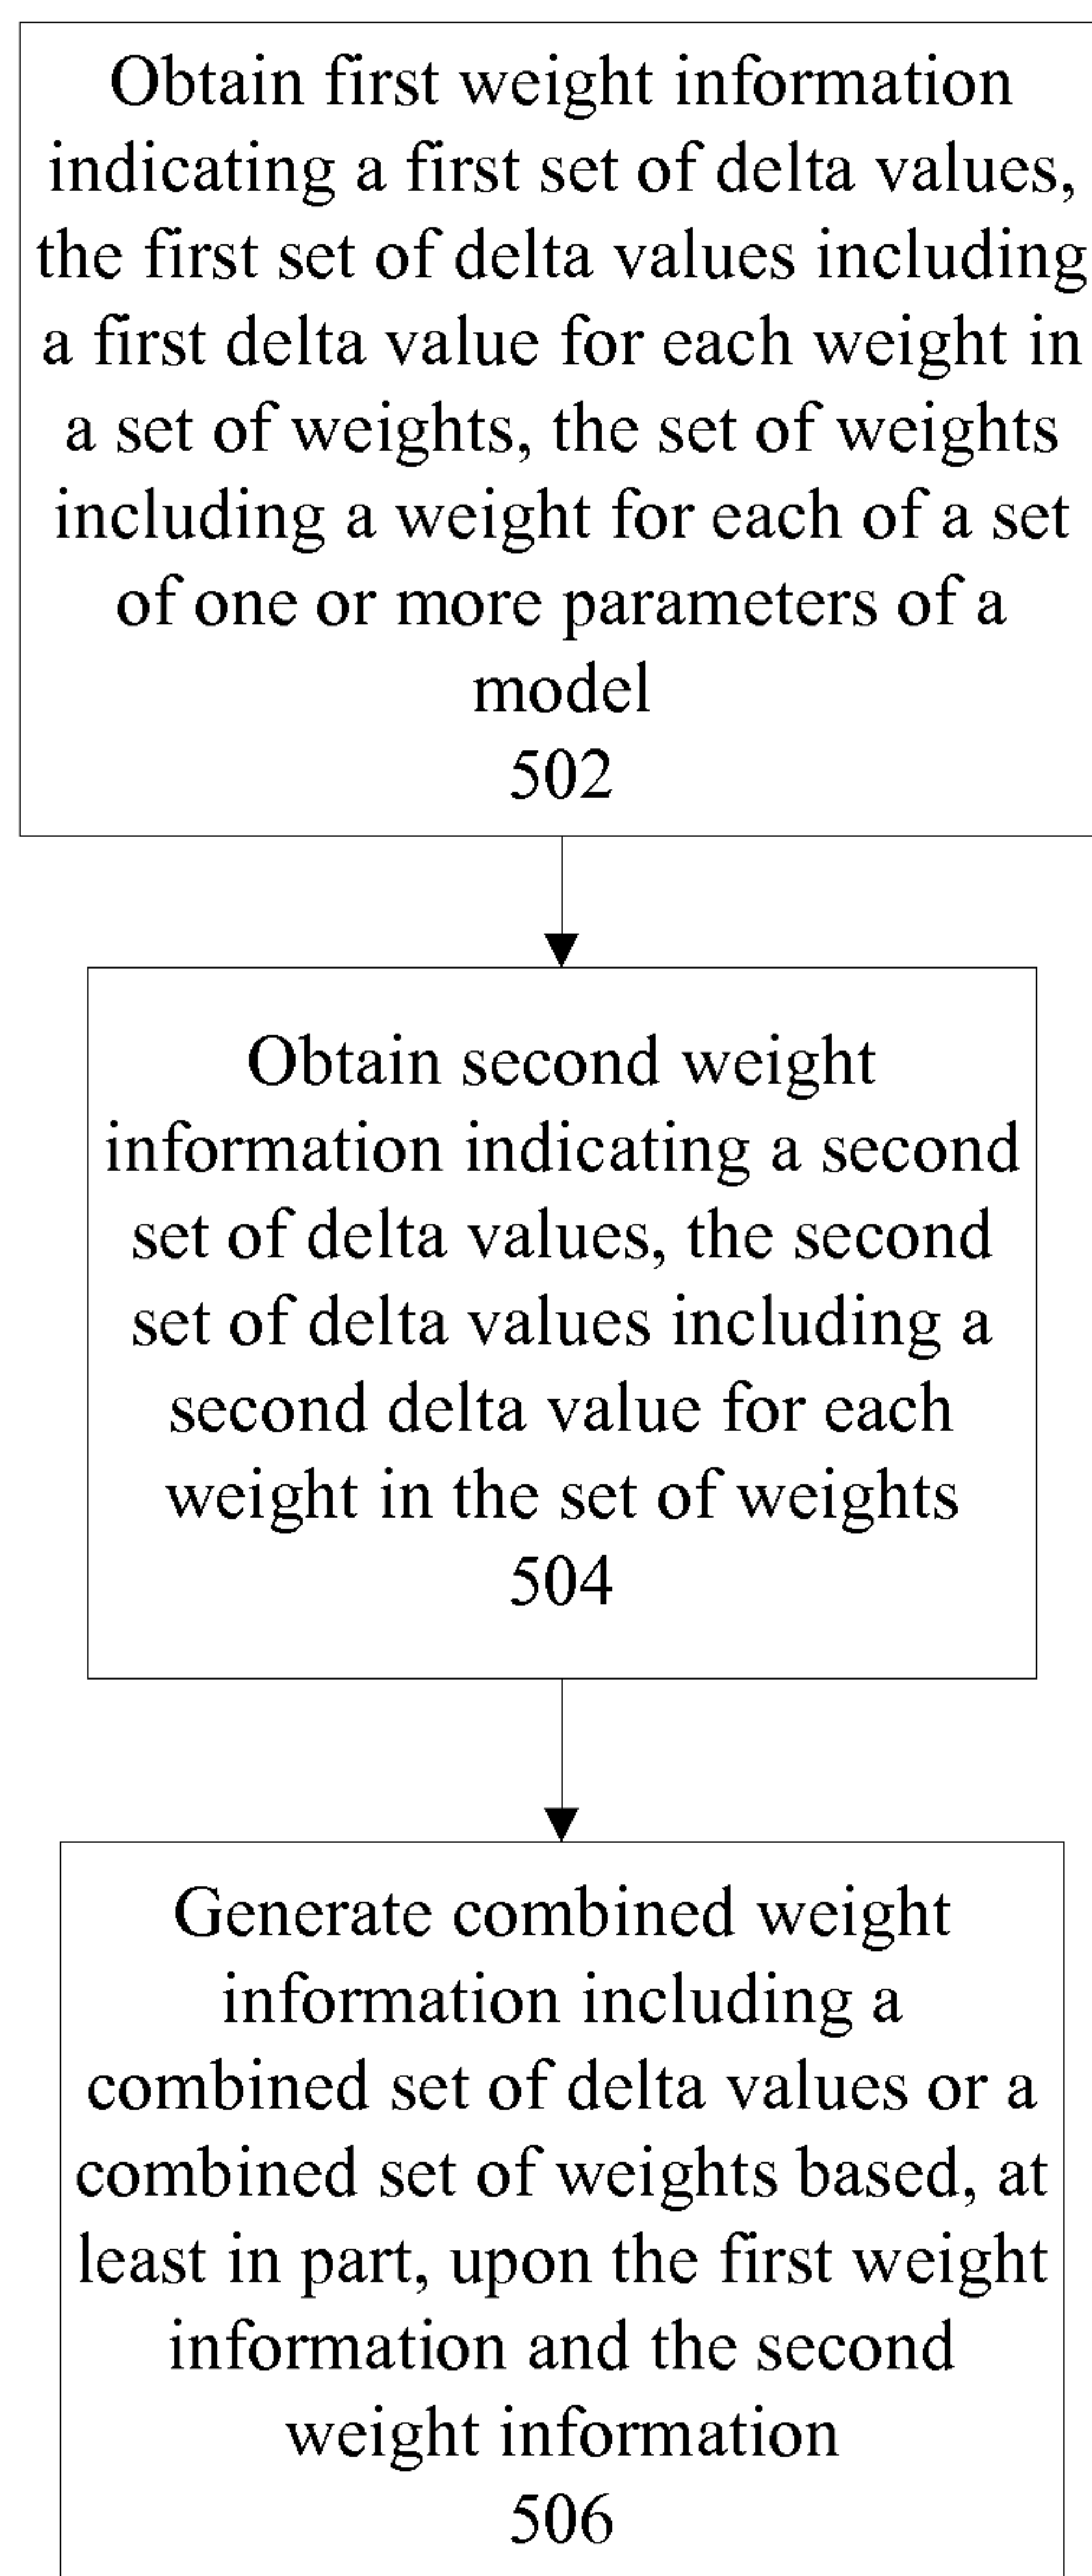 Obtain first weight information
indicating a first set of delta values,
the first set of delta values including
a first delta value for each weight in
a set of weights, the set of weights
including a weight for each of a set
of one or more parameters of a
model
502
Obtain second weight
information indicating a second
set of delta values, the second
set of delta values including a
second delta value for each
weight in the set of weights
504
Generate combined weight
information including a
combined set of delta values or a
combined set of weights based, at
least in part, upon the first weight
information and the second
weight information
506